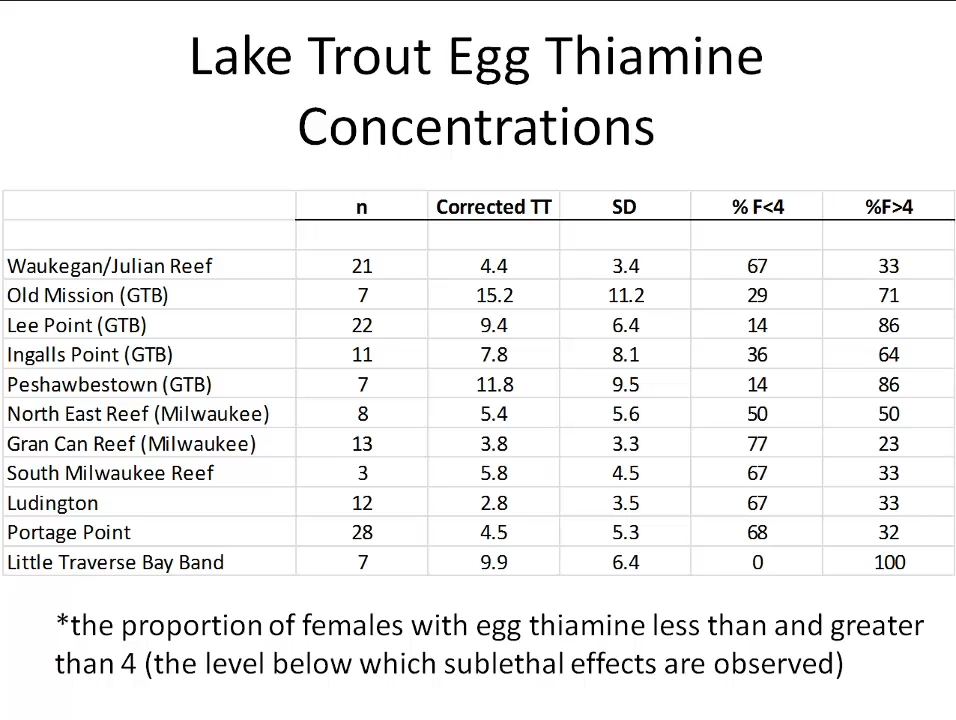 Lake Trout Egg Thiamine
Concentrations
n Corrected TT SD % F<4 %F>4
Waukegan/Julian Reef 21 4.4 3.4 67 33
Old Mission (GTB) 7 15.2 11.2 29 71
Lee Point (GTB) 22 9.4 6.4 14 86
Ingalls Point (GTB) 11 7.8 8.1 36 64
Peshawbestown (GTB) 7 11.8 9.5 14 86
North East Reef (Milwaukee) 8 5.4 5.6 50 50
Gran Can Reef (Milwaukee) 13 3.8 3.3 77 23
South Milwaukee Reef 3 5.8 4.5 67 33
Ludington 12 2.8 3.5 67 33
Portage Point 28 4.5 5.3 68 32
Little Traverse Bay Band 7 9.9 6.4 0 100
*the proportion of females with egg thiamine less than and greater
than 4 (the level below which sublethal effects are observed)